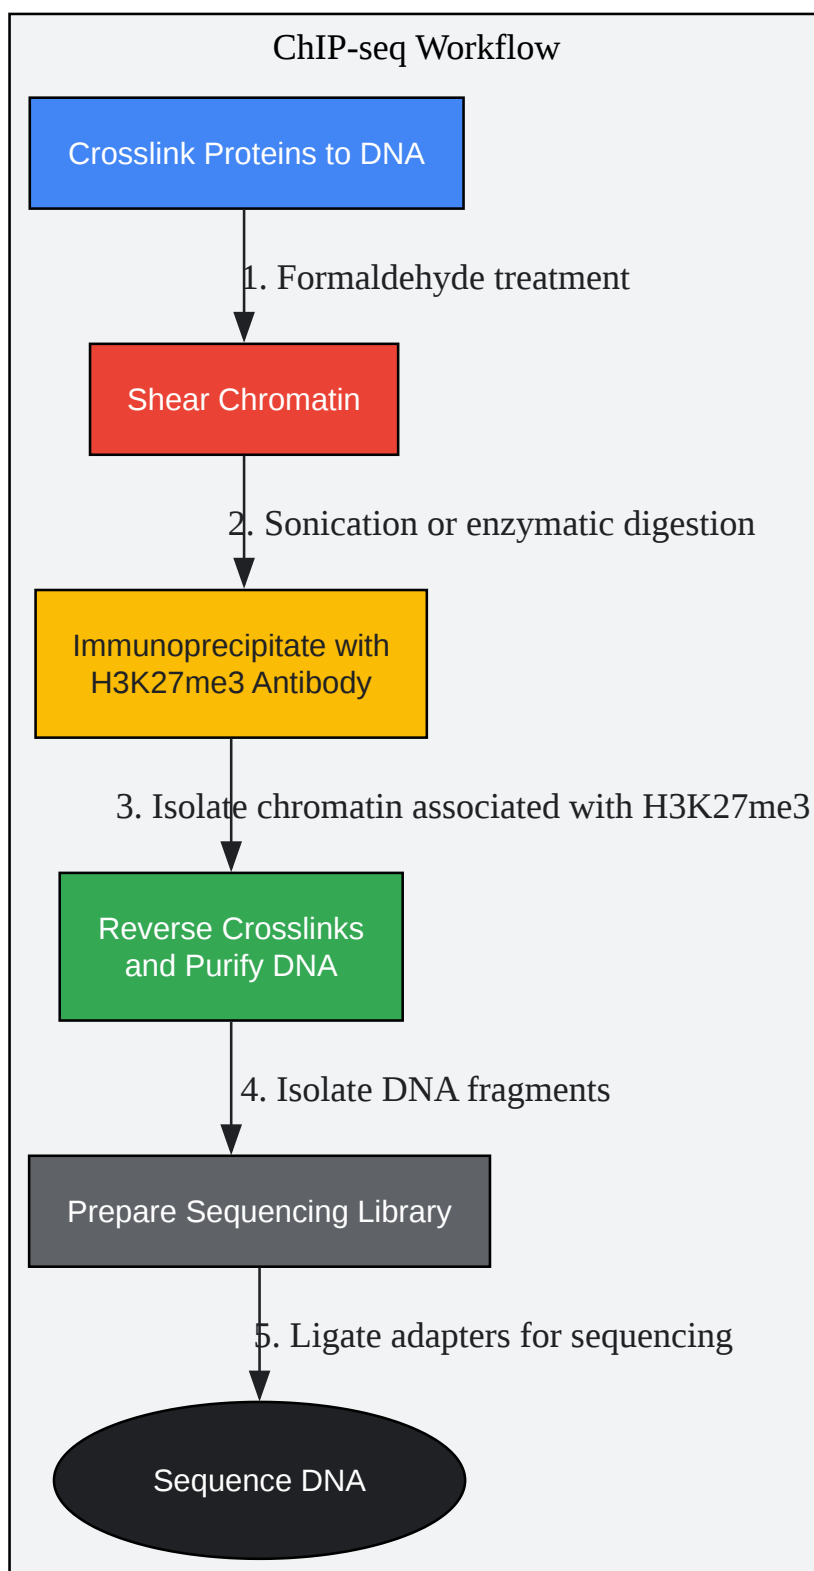 ChIP-seq Workflow
Crosslink Proteins to DNA
1. Formaldehyde treatment
Shear Chromatin
2. Sonication or enzymatic digestion
Immunoprecipitate with
H3K27me3 Antibody
3. Isolate chromatin associated with H3K27me3
Reverse Crosslinks
and Purify DNA
4. Isolate DNA fragments
Prepare Sequencing Library
5. Ligate adapters for sequencing
Sequence DNA